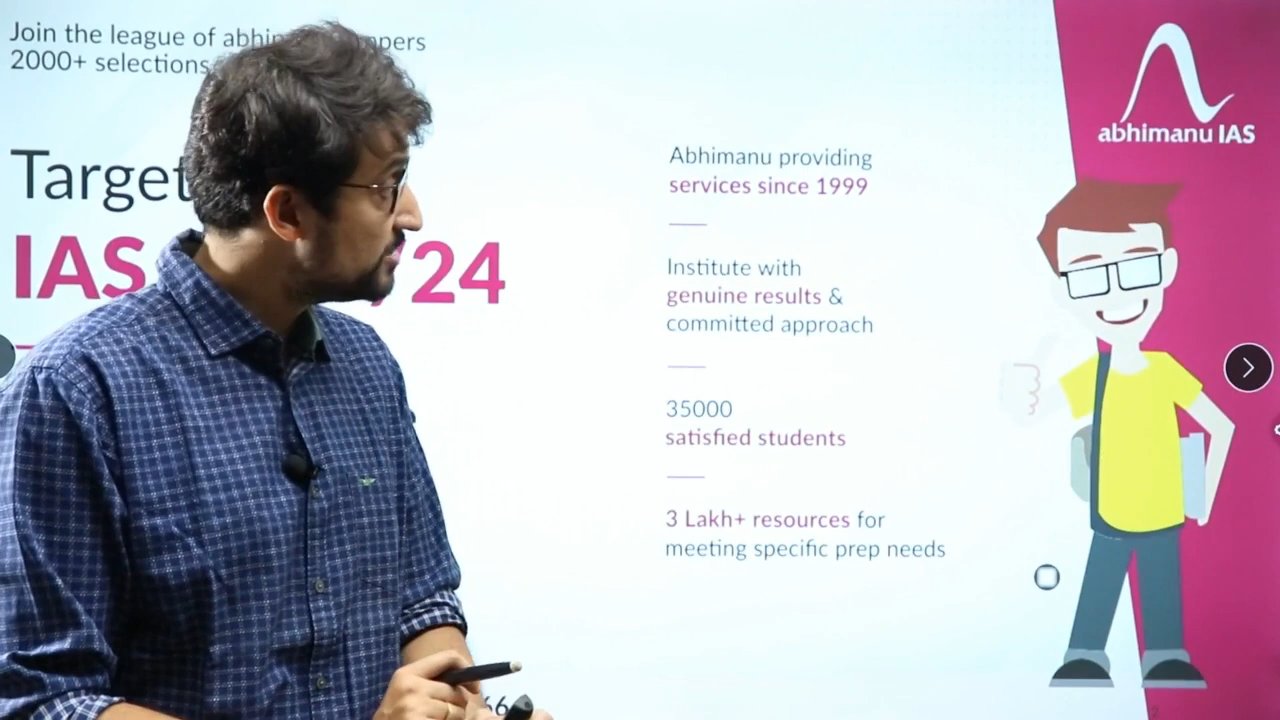 Join the league of
2000+ selections
Target
IAS /24
abhimanu IAS
Abhimanu providing
services since 1999
Institute with
genuine results &
committed approach
35000
satisfied students
3 Lakh+ resources for
meeting specific prep needs